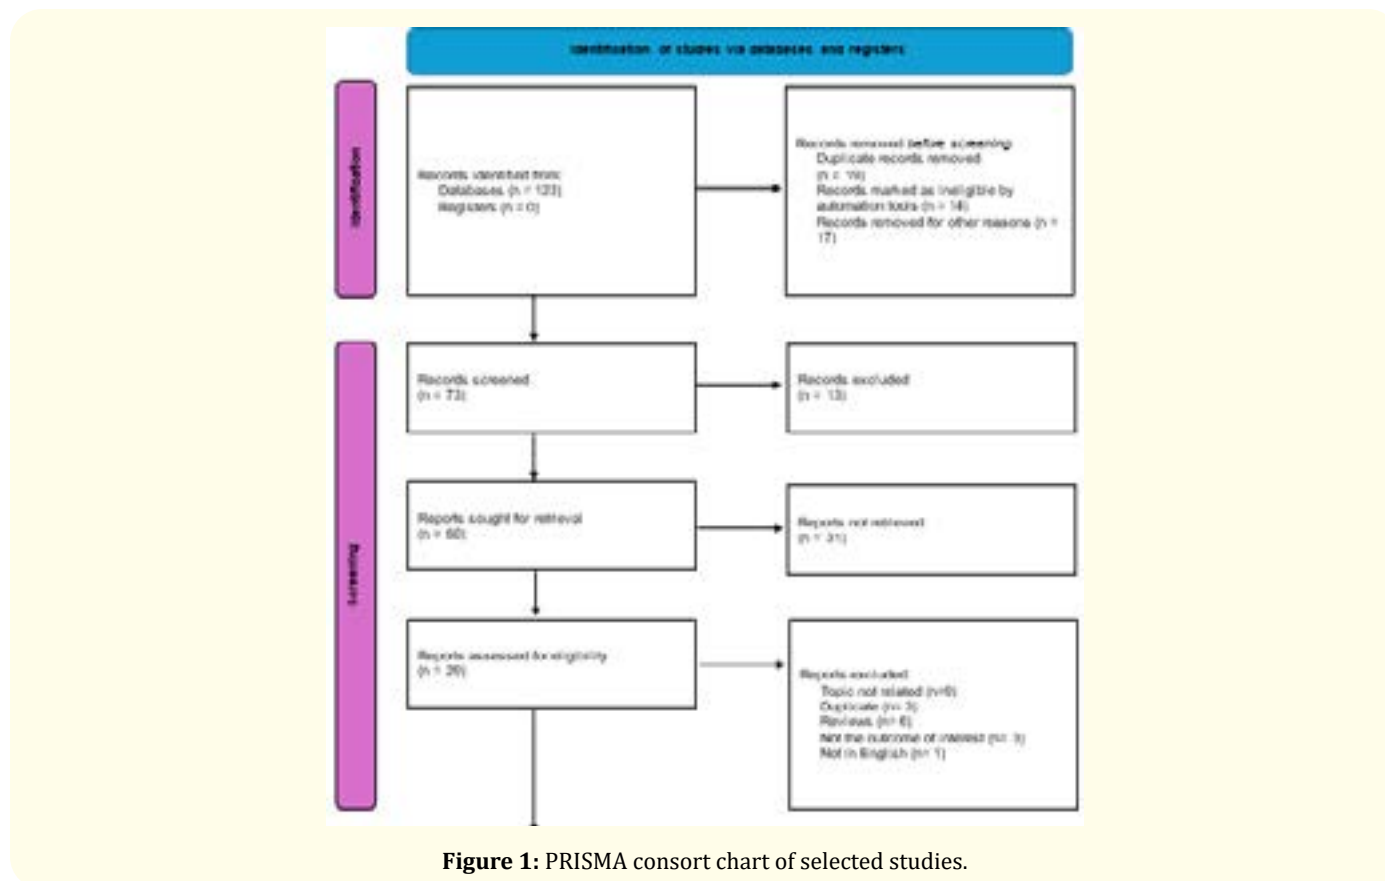 Identification of studies via databases and registers
Identification
Records identified from:
Databases (n = 123)
Registers (n = 0)
Records removed before screening
Duplicate records removed
(n = 19)
Records marked as ineligible by
automation tools (n = 14)
Records removed for other reasons (n =
17)
Screening
Records screened
(n = 73)
Records excluded
(n = 13)
Reports sought for retrieval
(n = 60)
Reports not retrieved
(n = 31)
Reports assessed for eligibility
(n = 29)
Reports excluded
Topic not related
Duplicate (n= 3)
Reviews (n= 6)
Not the outcome of interest (n= 3)
Not in English (n= 1)
Figure 1: PRISMA consort chart of selected studies.